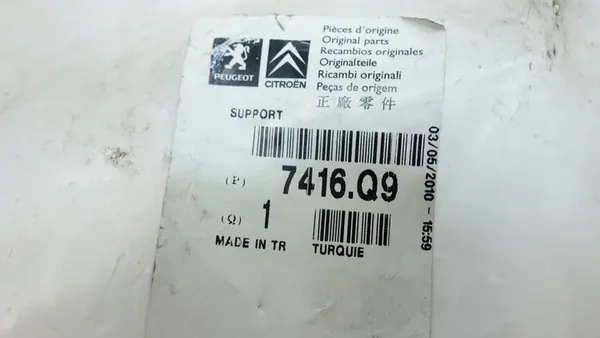 PEUGEOT
CITROËN
Pièces d'origine
Original parts
Recambios originales
Originalteile
Ricambi originali
Peças de origem
正廠零件
SUPPORT
(P) 7416.Q9
(Q) 1
MADE IN TR TURQUIE
03/05/2010 - 15:59